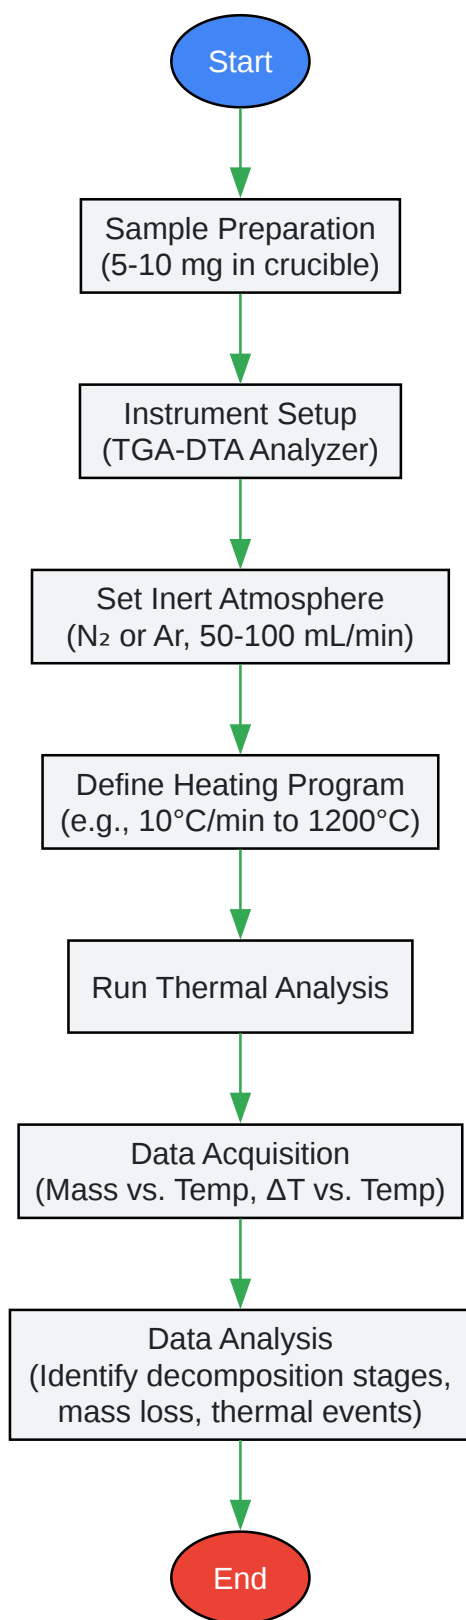 Start
Sample Preparation
(5-10 mg in crucible)
Instrument Setup
(TGA-DTA Analyzer)
Set Inert Atmosphere
(N₂ or Ar, 50-100 mL/min)
Define Heating Program
(e.g., 10°C/min to 1200°C)
Run Thermal Analysis
Data Acquisition
(Mass vs. Temp, ΔT vs. Temp)
Data Analysis
(Identify decomposition stages,
mass loss, thermal events)
End